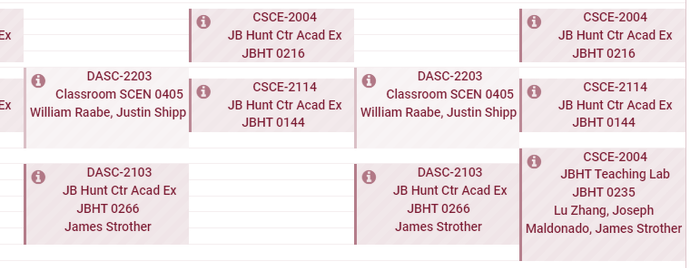 Ex
Ex
DASC-2203
Classroom SCEN 0405
William Raabe, Justin Shipp
DASC-2103
JB Hunt Ctr Acad Ex
JBHT 0266
James Strother
CSCE-2004
JB Hunt Ctr Acad Ex
JBHT 0216
CSCE-2114
JB Hunt Ctr Acad Ex
JBHT 0144
DASC-2203
Classroom SCEN 0405
William Raabe, Justin Shipp
DASC-2103
JB Hunt Ctr Acad Ex
JBHT 0266
James Strother
CSCE-2004
JB Hunt Ctr Acad Ex
JBHT 0216
CSCE-2114
JB Hunt Ctr Acad Ex
JBHT 0144
CSCE-2004
JBHT Teaching Lab
JBHT 0235
Lu Zhang, Joseph
Maldonado, James Strother